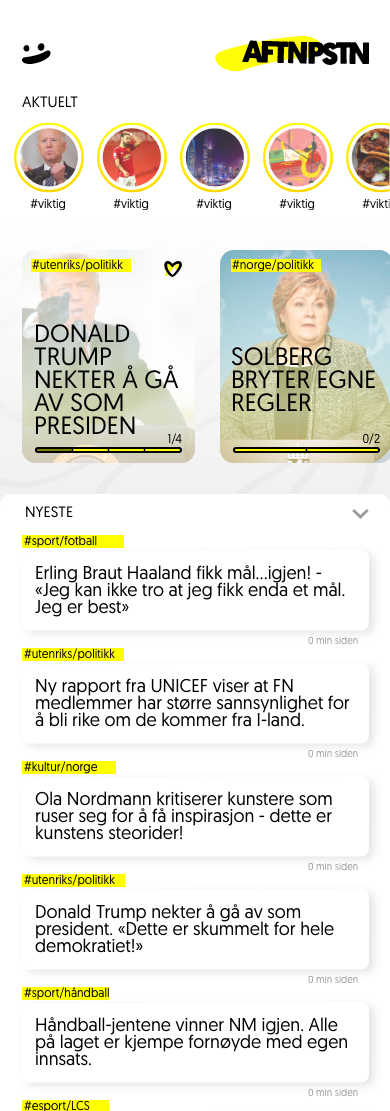 AFTNPSTN
AKTUELT
#viktig
#viktig
#viktig
#viktig
#vikti
#utenriks/politikk
DONALD
TRUMP
NEKTER Å GÅ
AV SOM
PRESIDEN
1/4
#norge/politikk
SOLBERG
BRYTER EGNE
REGLER
0/2
NYESTE
#sport/fotball
Erling Braut Haaland fikk mål...igjen! -
«Jeg kan ikke tro at jeg fikk enda et mål.
Jeg er best»
0 min siden
#utenriks/politikk
Ny rapport fra UNICEF viser at FN
medlemmer har større sannsynlighet for
å bli rike om de kommer fra I-land.
0 min siden
#kultur/norge
Ola Nordmann kritiserer kunstere som
ruser seg for å få inspirasjon - dette er
kunstens steorider!
0 min siden
#utenriks/politikk
Donald Trump nekter å gå av som
president. «Dette er skummelt for hele
demokratiet!»
0 min siden
#sport/håndball
Håndball-jentene vinner NM igjen. Alle
på laget er kjempe fornøyde med egen
innsats.
0 min siden
#esport/LCS